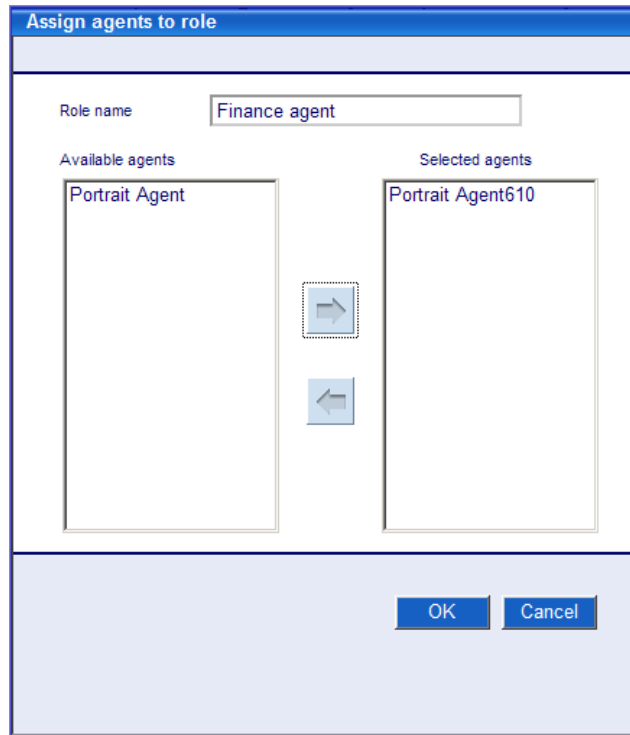 Assign agents to role
Role name Finance agent
Available agents Selected agents
Portrait Agent Portrait Agent610
OK Cancel